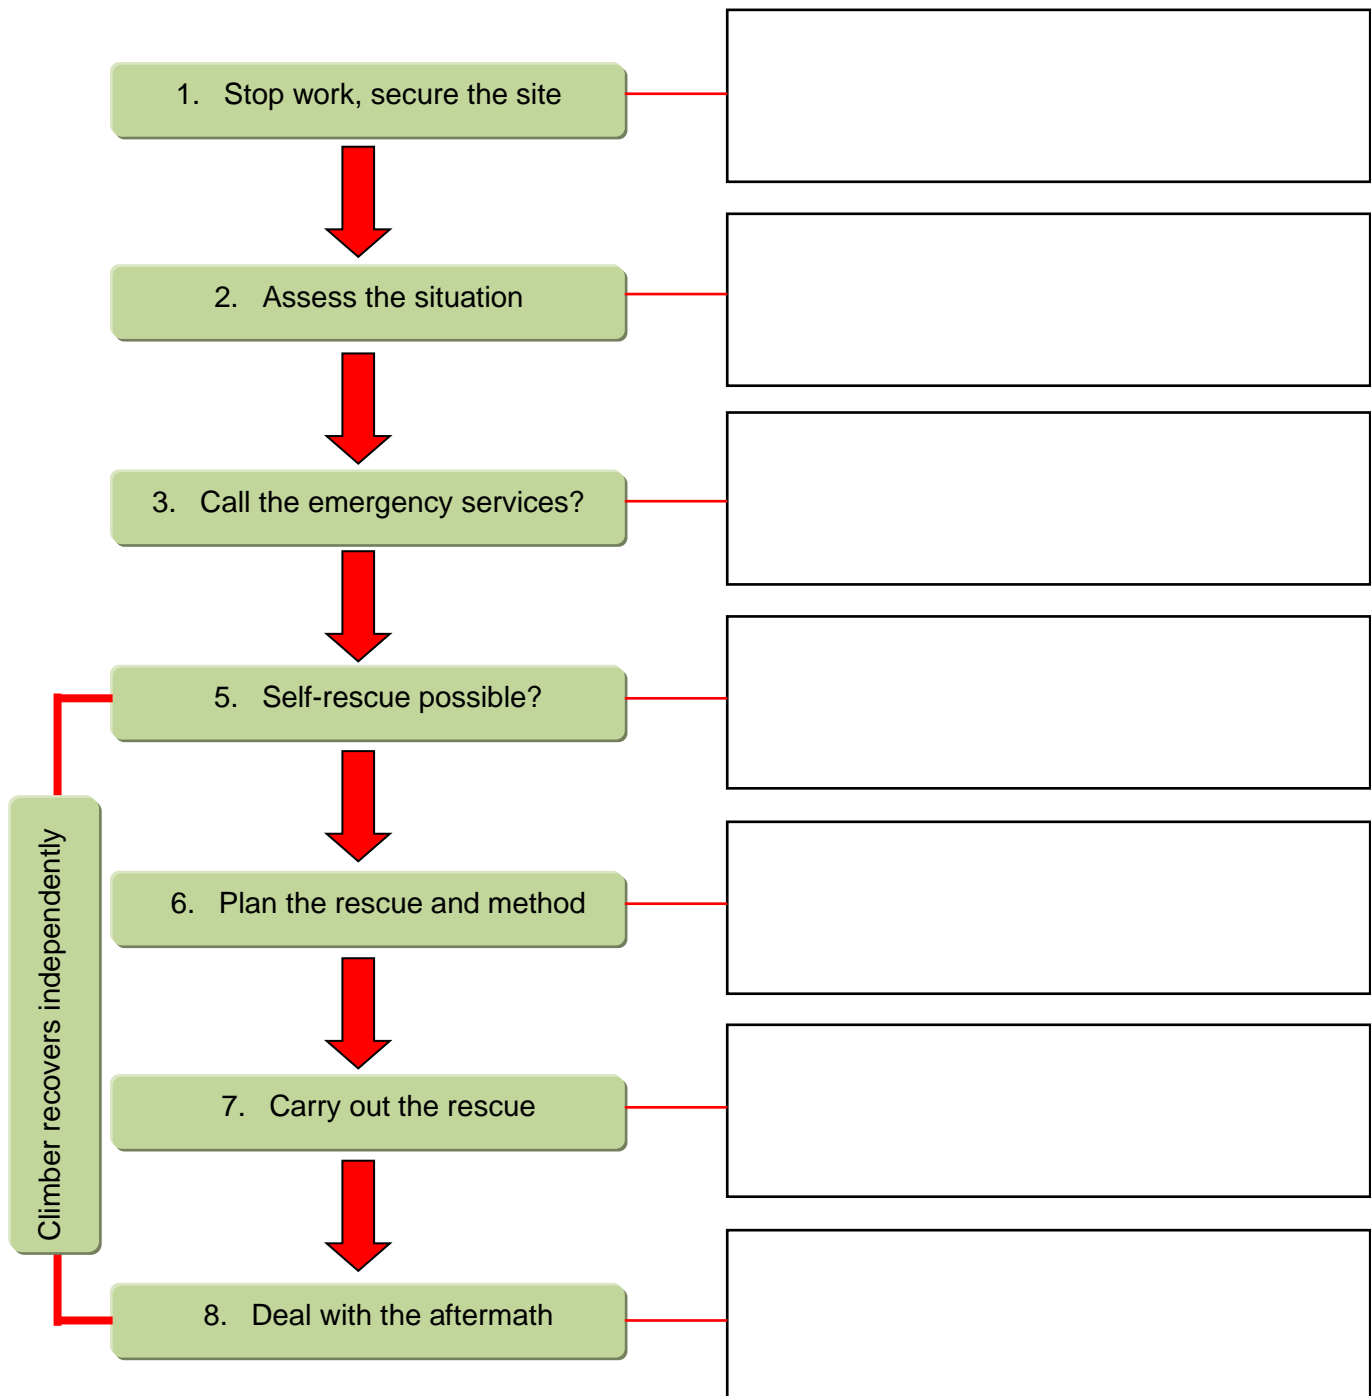 1. Stop work, secure the site
2. Assess the situation
3. Call the emergency services?
5. Self-rescue possible?
Climber recovers independently
6. Plan the rescue and method
7. Carry out the rescue
8. Deal with the aftermath